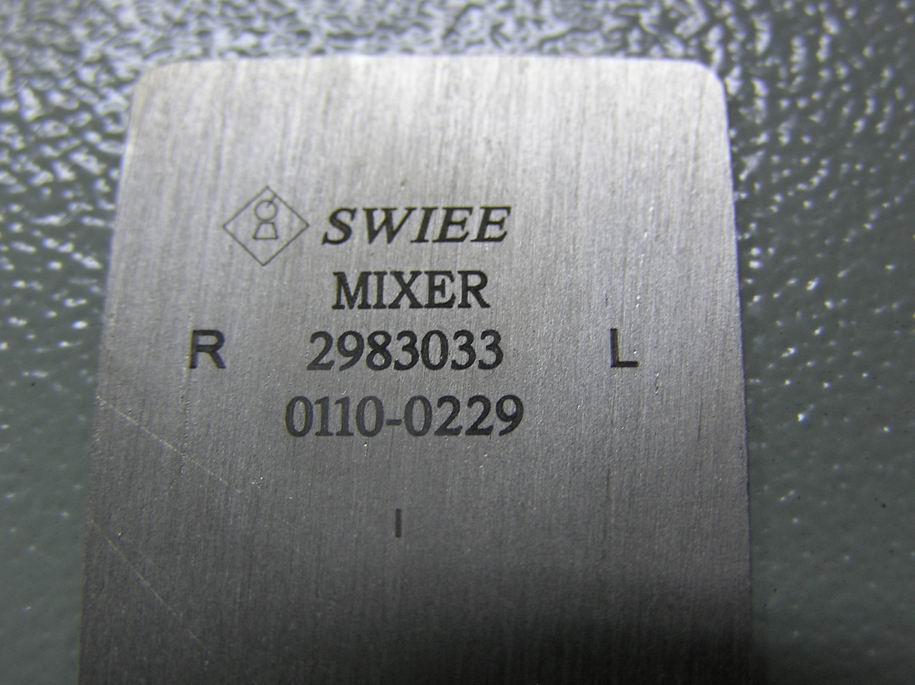 SWIEE
MIXER
R 2983033 L
0110-0229
I